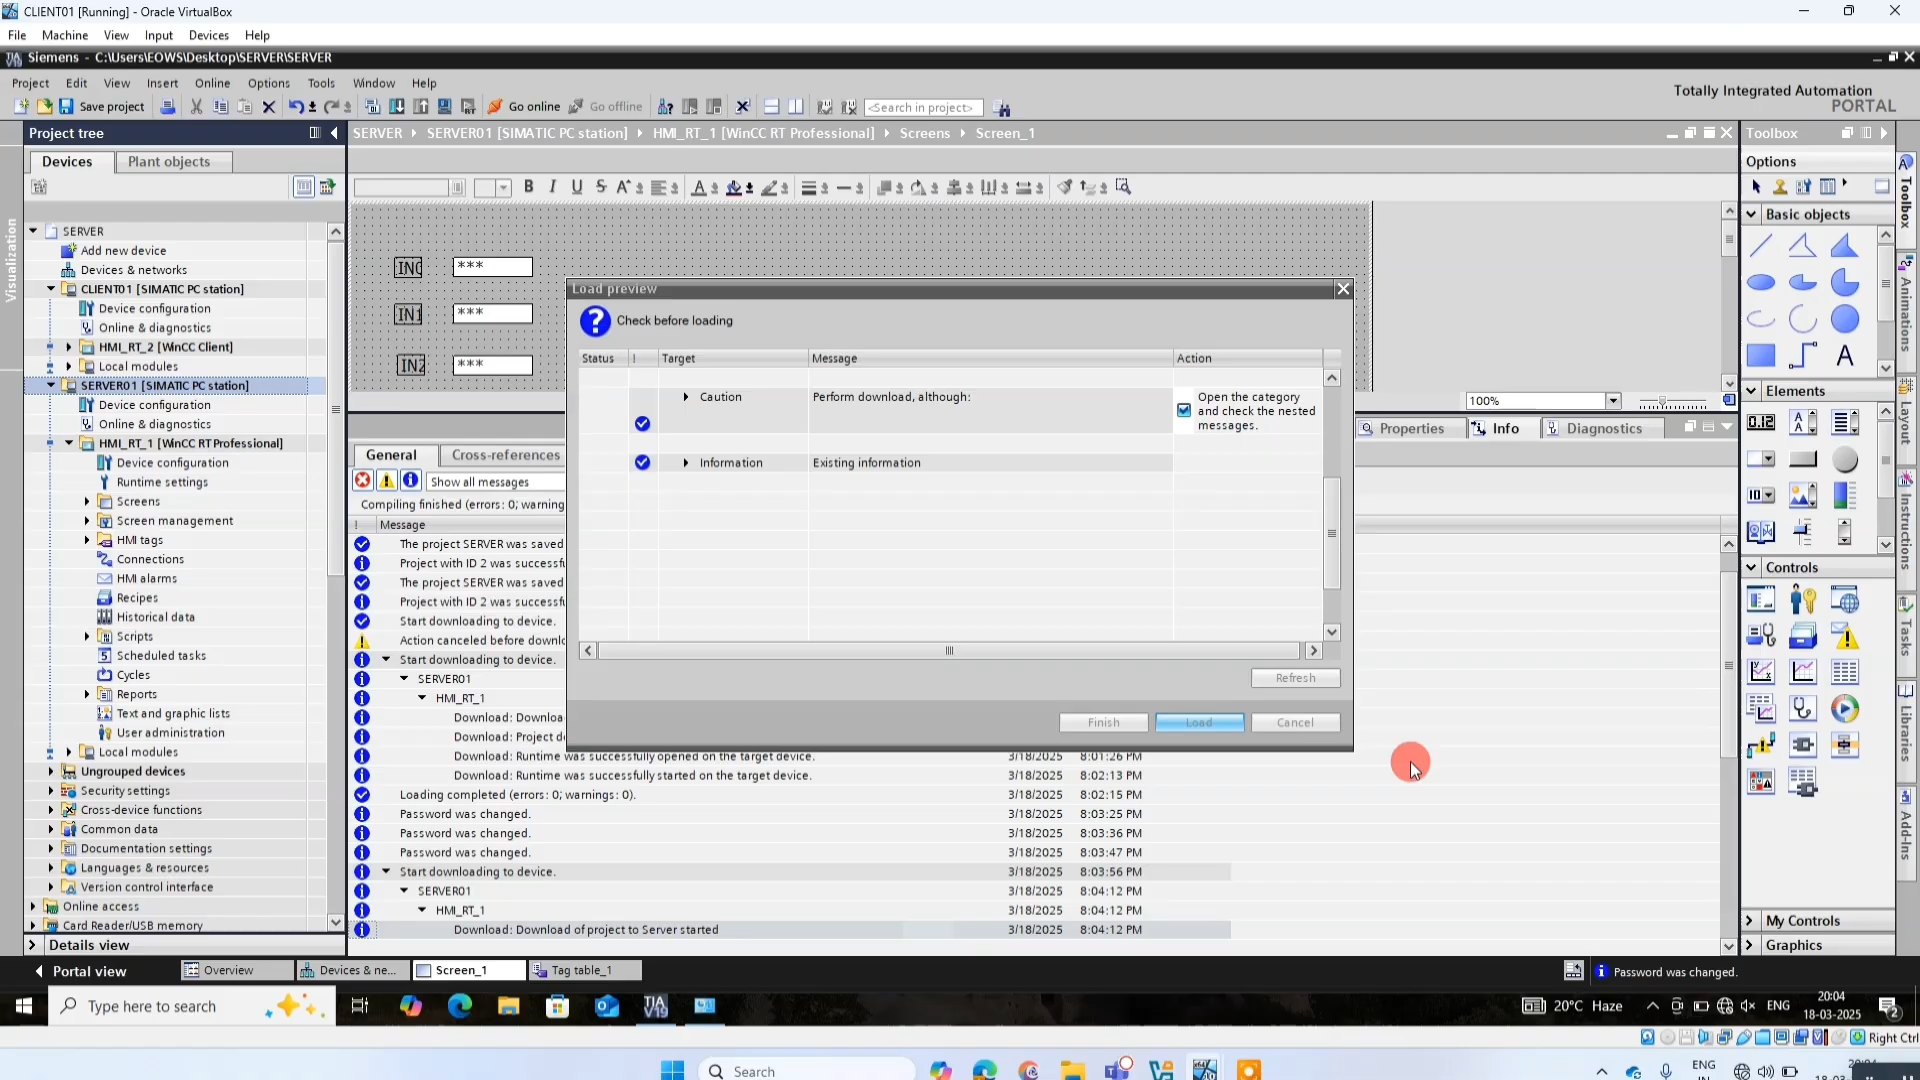 CLIENT01 [Running] - Oracle VirtualBox
File Machine View Input Devices Help
Siemens - C:\Users\EOWS\Desktop\SERVER\SERVER
Project Edit View Insert Online Options Tools Window Help
Totally Integrated Automation
PORTAL
Save project
Go online
Go offline
<Search in project>
Project tree
SERVER SERVER01 [SIMATIC PC station] HMI_RT_1 [WinCC RT Professional] Screens Screen_1
Toolbox
Devices
Plant objects
Options
B I U S
Visualization
SERVER
Add new device
Devices & networks
CLIENT01 [SIMATIC PC station]
Device configuration
Online & diagnostics
HMI_RT_2 [WinCC Client]
Local modules
SERVER01 [SIMATIC PC station]
Device configuration
Online & diagnostics
HMI_RT_1 [WinCC RT Professional]
Device configuration
Runtime settings
Screens
Screen management
HMI tags
Connections
HMI alarms
Recipes
Historical data
Scripts
Scheduled tasks
Cycles
Reports
Text and graphic lists
User administration
Local modules
Ungrouped devices
Security settings
Cross-device functions
Common data
Documentation settings
Languages & resources
Version control interface
Online access
Card Reader/USB memory
Details view
IN0 ***
IN1 ***
IN2 ***
Load preview
Check before loading
Status ! Target Message Action
Caution Perform download, although:
Open the category
and check the nested
messages.
Information Existing information
Refresh
Finish Load Cancel
100%
Properties Info Diagnostics
General Cross-references
Show all messages
Compiling finished (errors: 0; warning
! Message
The project SERVER was saved
Project with ID 2 was successfu
The project SERVER was saved
Project with ID 2 was successfu
Start downloading to device.
Action canceled before downlo
Start downloading to device.
SERVER01
HMI_RT_1
Download: Downloa
Download: Project d
Download: Runtime was successfully opened on the target device. 3/18/2025 8:01:26 PM
Download: Runtime was successfully started on the target device. 3/18/2025 8:02:13 PM
Loading completed (errors: 0; warnings: 0). 3/18/2025 8:02:15 PM
Password was changed. 3/18/2025 8:03:25 PM
Password was changed. 3/18/2025 8:03:36 PM
Password was changed. 3/18/2025 8:03:47 PM
Start downloading to device. 3/18/2025 8:03:56 PM
SERVER01 3/18/2025 8:04:12 PM
HMI_RT_1 3/18/2025 8:04:12 PM
Download: Download of project to Server started 3/18/2025 8:04:12 PM
Basic objects
Elements
Controls
My Controls
Graphics
Toolbox
Animations
Layout
Instructions
Tasks
Libraries
Add-Ins
Portal view
Overview
Devices & ne...
Screen_1
Tag table_1
Password was changed.
Type here to search
20°C Haze
ENG
20:04
18-03-2025
2
Right Ctrl
Search
ENG
IN